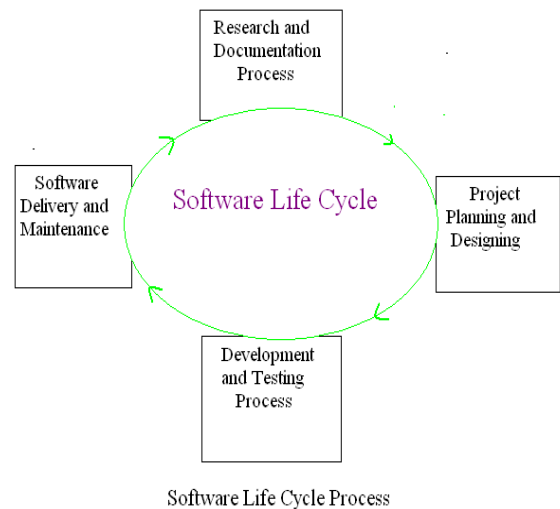 Research and
Documentation
Process
Software Life Cycle
Software
Delivery and
Maintenance
Project
Planning and
Designing
Development
and Testing
Process
Software Life Cycle Process